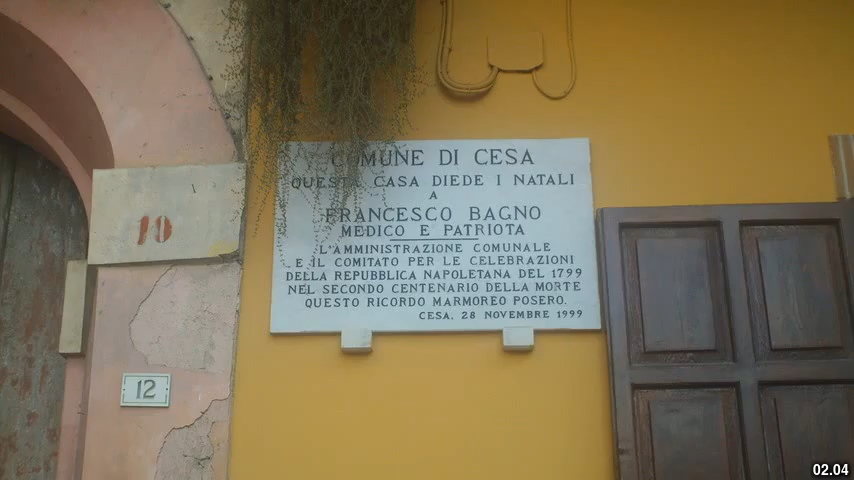 COMUNE DI CESA
QUESTA CASA DIEDE I NATALI
A
FRANCESCO BAGNO
MEDICO E PATRIOTA
L'AMMINISTRAZIONE COMUNALE
E IL COMITATO PER LE CELEBRAZIONI
DELLA REPUBBLICA NAPOLETANA DEL 1799
NEL SECONDO CENTENARIO DELLA MORTE
QUESTO RICORDO MARMOREO POSERO.
CESA, 28 NOVEMBRE 1999
19
12
02.04